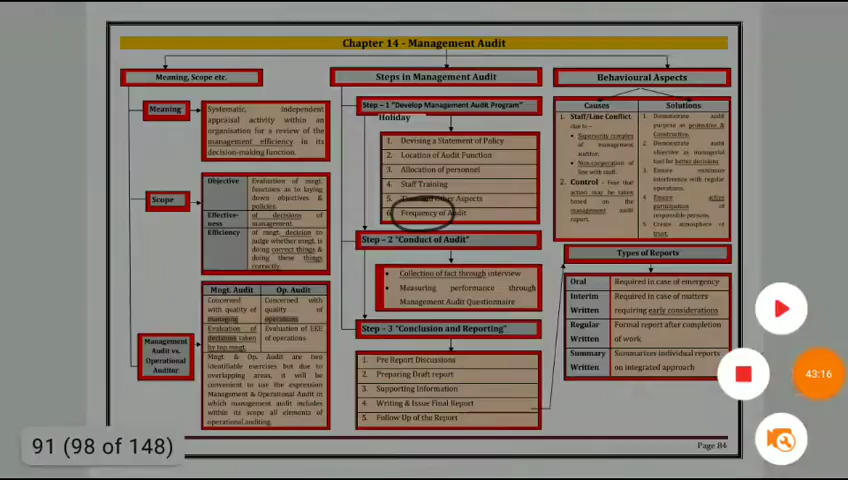 Chapter 14 - Management Audit
Meaning, Scope etc.
Meaning
Systematic, independent
appraisal activity within an
organisation for a review of the
management efficiency in its
decision-making function.
Scope
Objective
Evaluation of mngt.
functions as to laying
down objectives &
policies.
Effective-
ness
of decisions of
management.
Efficiency
of mngt. decision to
judge whether mngt. is
doing correct things &
doing these things
correctly.
Management
Audit vs.
Operational
Auditor
Mngt. Audit
Op. Audit
Concerned
with quality of
managing
Concerned with
quality of
operations
Evaluation of
decisions taken
by top mngt.
Evaluation of EEE
of operations
Mngt & Op. Audit are two
identifiable exercises but due to
overlapping areas, it will be
convenient to use the expression
Management & Operational Audit in
which management audit includes
within its scope all elements of
operational auditing.
Steps in Management Audit
Step – 1 "Develop Management Audit Program"
Holiday
1. Devising a Statement of Policy
2. Location of Audit Function
3. Allocation of personnel
4. Staff Training
5. Time and Other Aspects
6. Frequency of Audit
Step – 2 "Conduct of Audit"
• Collection of fact through interview
• Measuring performance through
Management Audit Questionnaire
Step – 3 "Conclusion and Reporting"
1. Pre Report Discussions
2. Preparing Draft report
3. Supporting Information
4. Writing & Issue Final Report
5. Follow Up of the Report
Behavioural Aspects
Causes
1. Staff/Line Conflict
due to –
• Superority complex
of management
auditor.
• Non-cooperation of
line with staff.
2. Control - Fear that
action may be taken
based on the
management audit
report.
Solutions
1. Demonstrate audit
purpose as protective &
Constructive.
2. Demonstrate audit
objective as managerial
tool for better decisions
3. Ensure minimum
interference with regular
operations.
4. Ensure active
participation of
responsible persons.
5. Create atmosphere of
trust.
Types of Reports
Oral
Required in case of emergency
Interim
Written
Required in case of matters
requiring early considerations
Regular
Written
Formal report after completion
of work
Summary
Written
Summarizes individual reports
on integrated approach
43:16
91 (98 of 148)
Page 84